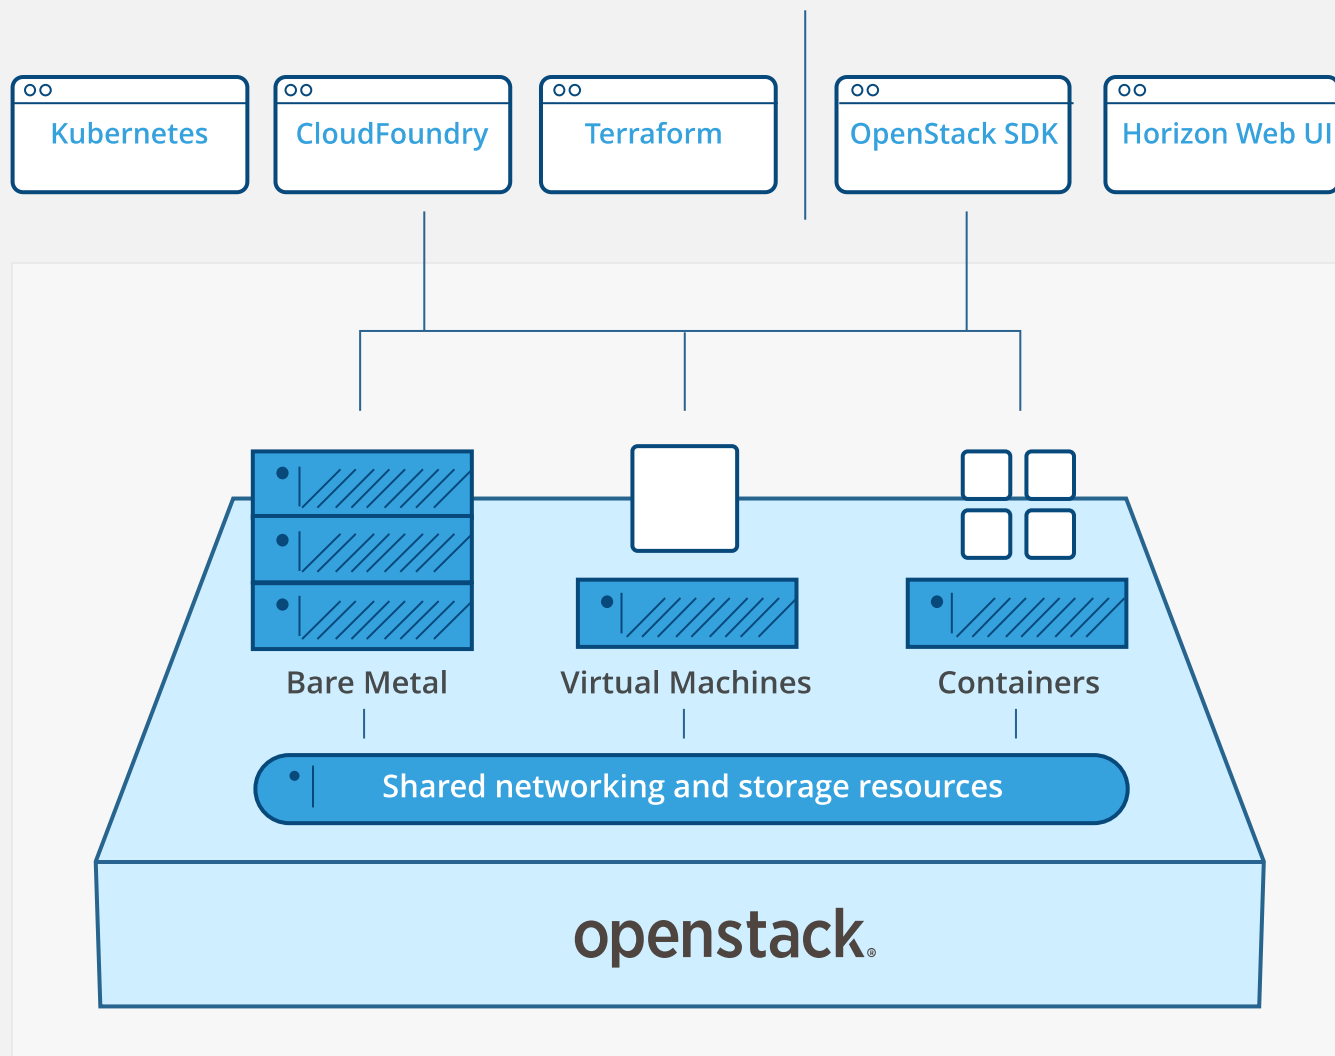 Kubernetes
CloudFoundry
Terraform
OpenStack SDK
Horizon Web UI
Bare Metal
Virtual Machines
Containers
Shared networking and storage resources
openstack®